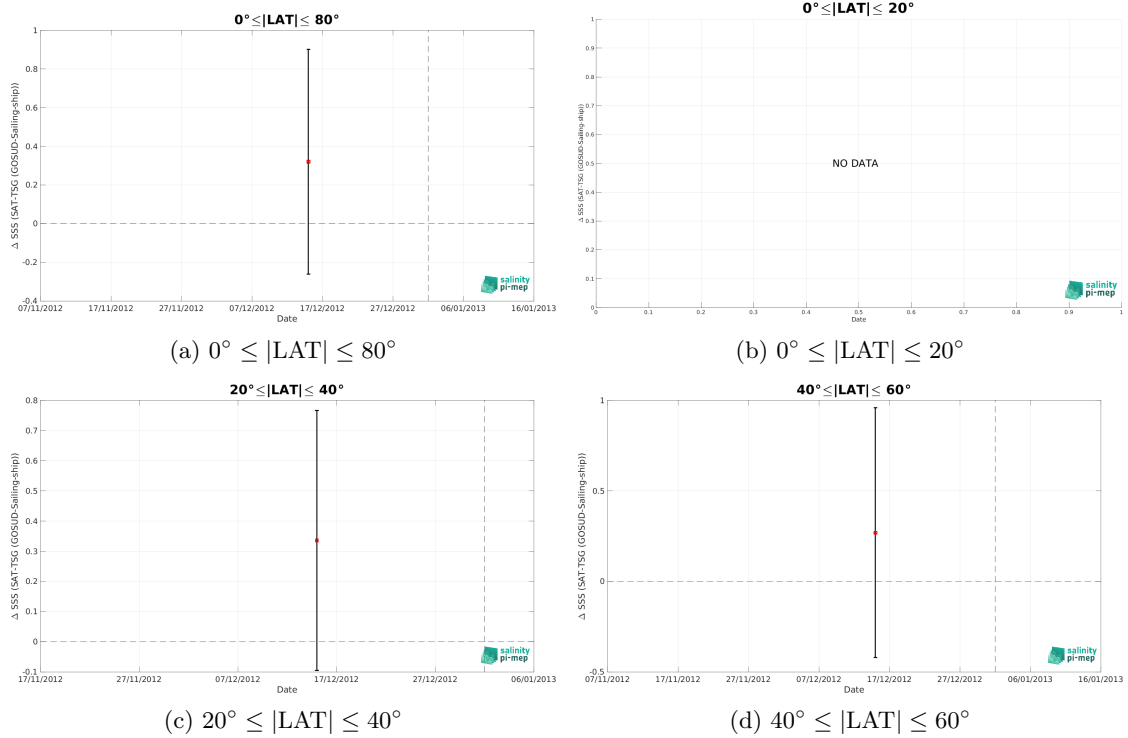 0°≤|LAT|≤ 80°
Δ SSS (SAT-TSG (GOSUD-Sailing-ship))
1
0.8
0.6
0.4
0.2
0
-0.2
-0.4
07/11/2012 17/11/2012 27/11/2012 07/12/2012 17/12/2012 27/12/2012 06/01/2013 16/01/2013
Date
salinity
pi-mep
(a) 0° ≤ |LAT| ≤ 80°
0°≤|LAT|≤ 20°
Δ SSS (SAT-TSG (GOSUD-Sailing-ship))
1
0.9
0.8
0.7
0.6
0.5
0.4
0.3
0.2
0.1
0
NO DATA
0 0.1 0.2 0.3 0.4 0.5 0.6 0.7 0.8 0.9 1
Date
salinity
pi-mep
(b) 0° ≤ |LAT| ≤ 20°
20°≤|LAT|≤ 40°
Δ SSS (SAT-TSG (GOSUD-Sailing-ship))
0.8
0.7
0.6
0.5
0.4
0.3
0.2
0.1
0
-0.1
17/11/2012 27/11/2012 07/12/2012 17/12/2012 27/12/2012 06/01/2013
Date
salinity
pi-mep
(c) 20° ≤ |LAT| ≤ 40°
40°≤|LAT|≤ 60°
Δ SSS (SAT-TSG (GOSUD-Sailing-ship))
1
0.5
0
-0.5
07/11/2012 17/11/2012 27/11/2012 07/12/2012 17/12/2012 27/12/2012 06/01/2013 16/01/2013
Date
salinity
pi-mep
(d) 40° ≤ |LAT| ≤ 60°